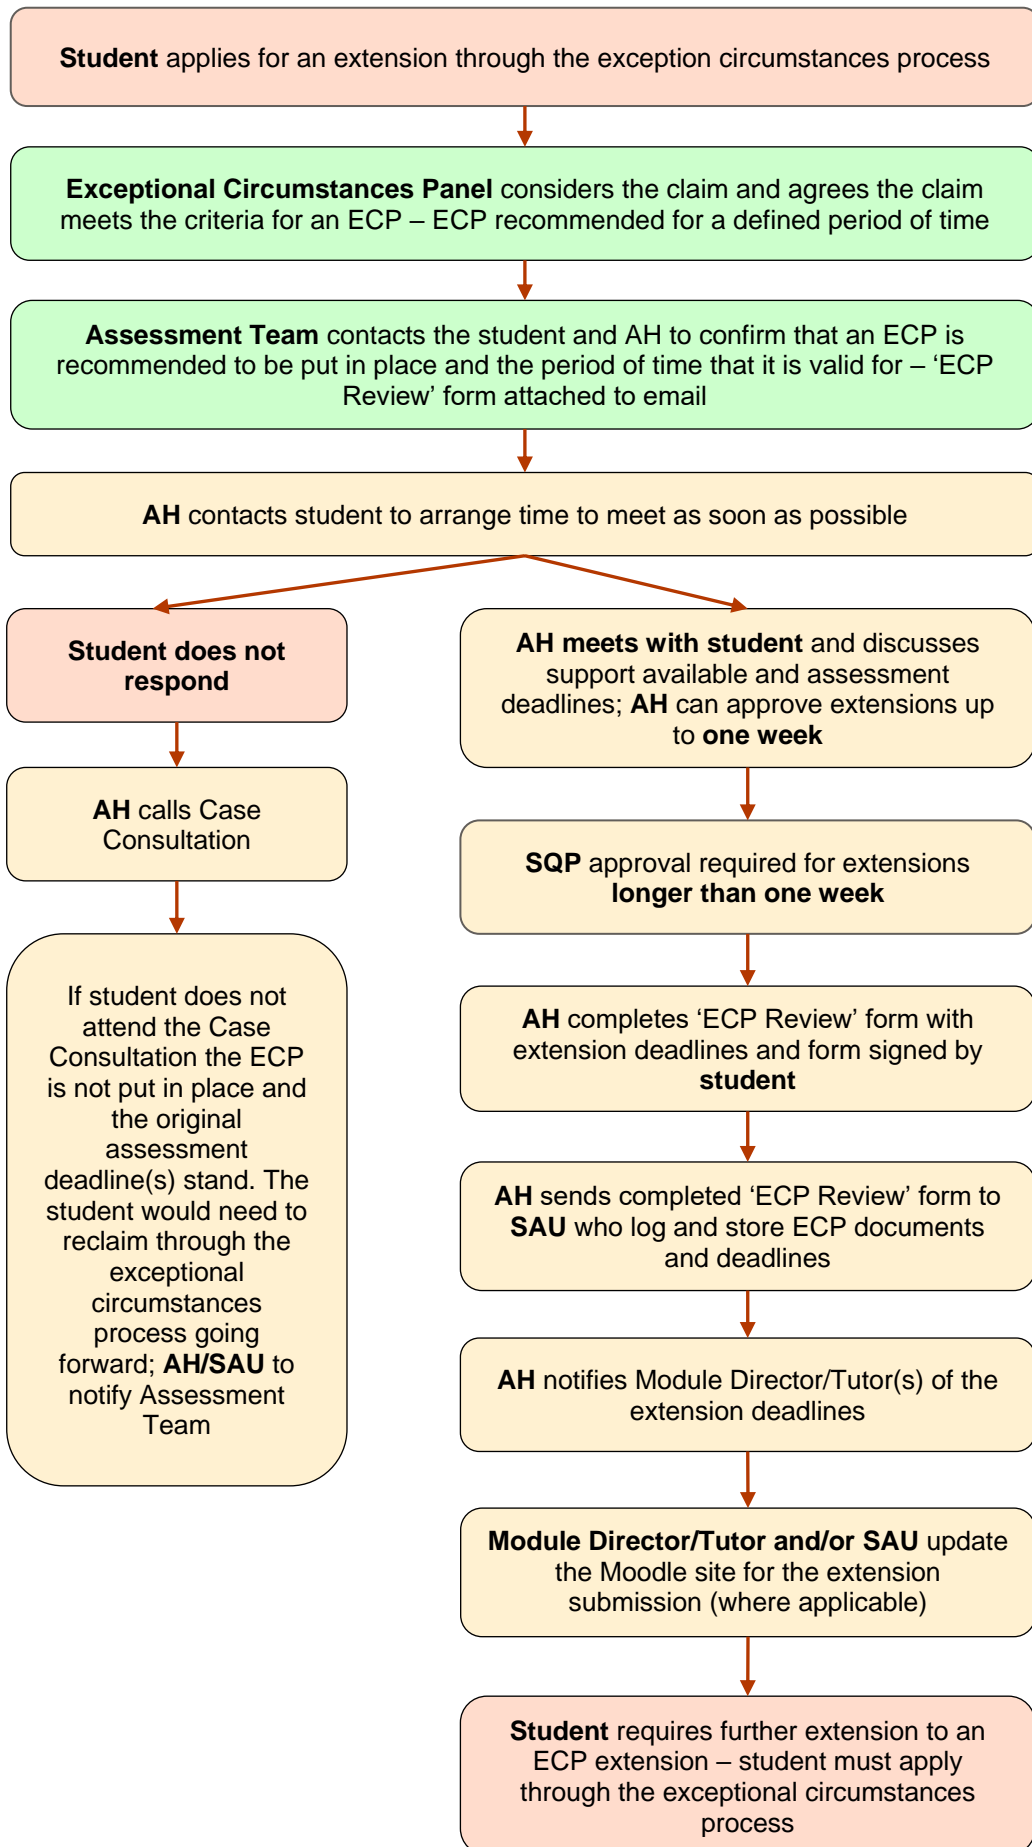 Student applies for an extension through the exception circumstances process
Exceptional Circumstances Panel considers the claim and agrees the claim
meets the criteria for an ECP – ECP recommended for a defined period of time
Assessment Team contacts the student and AH to confirm that an ECP is
recommended to be put in place and the period of time that it is valid for – ‘ECP
Review’ form attached to email
AH contacts student to arrange time to meet as soon as possible
Student does not
respond
AH calls Case
Consultation
If student does not
attend the Case
Consultation the ECP
is not put in place and
the original
assessment
deadline(s) stand. The
student would need to
reclaim through the
exceptional
circumstances
process going
forward; AH/SAU to
notify Assessment
Team
AH meets with student and discusses
support available and assessment
deadlines; AH can approve extensions up
to one week
SQP approval required for extensions
longer than one week
AH completes ‘ECP Review’ form with
extension deadlines and form signed by
student
AH sends completed ‘ECP Review’ form to
SAU who log and store ECP documents
and deadlines
AH notifies Module Director/Tutor(s) of the
extension deadlines
Module Director/Tutor and/or SAU update
the Moodle site for the extension
submission (where applicable)
Student requires further extension to an
ECP extension – student must apply
through the exceptional circumstances
process